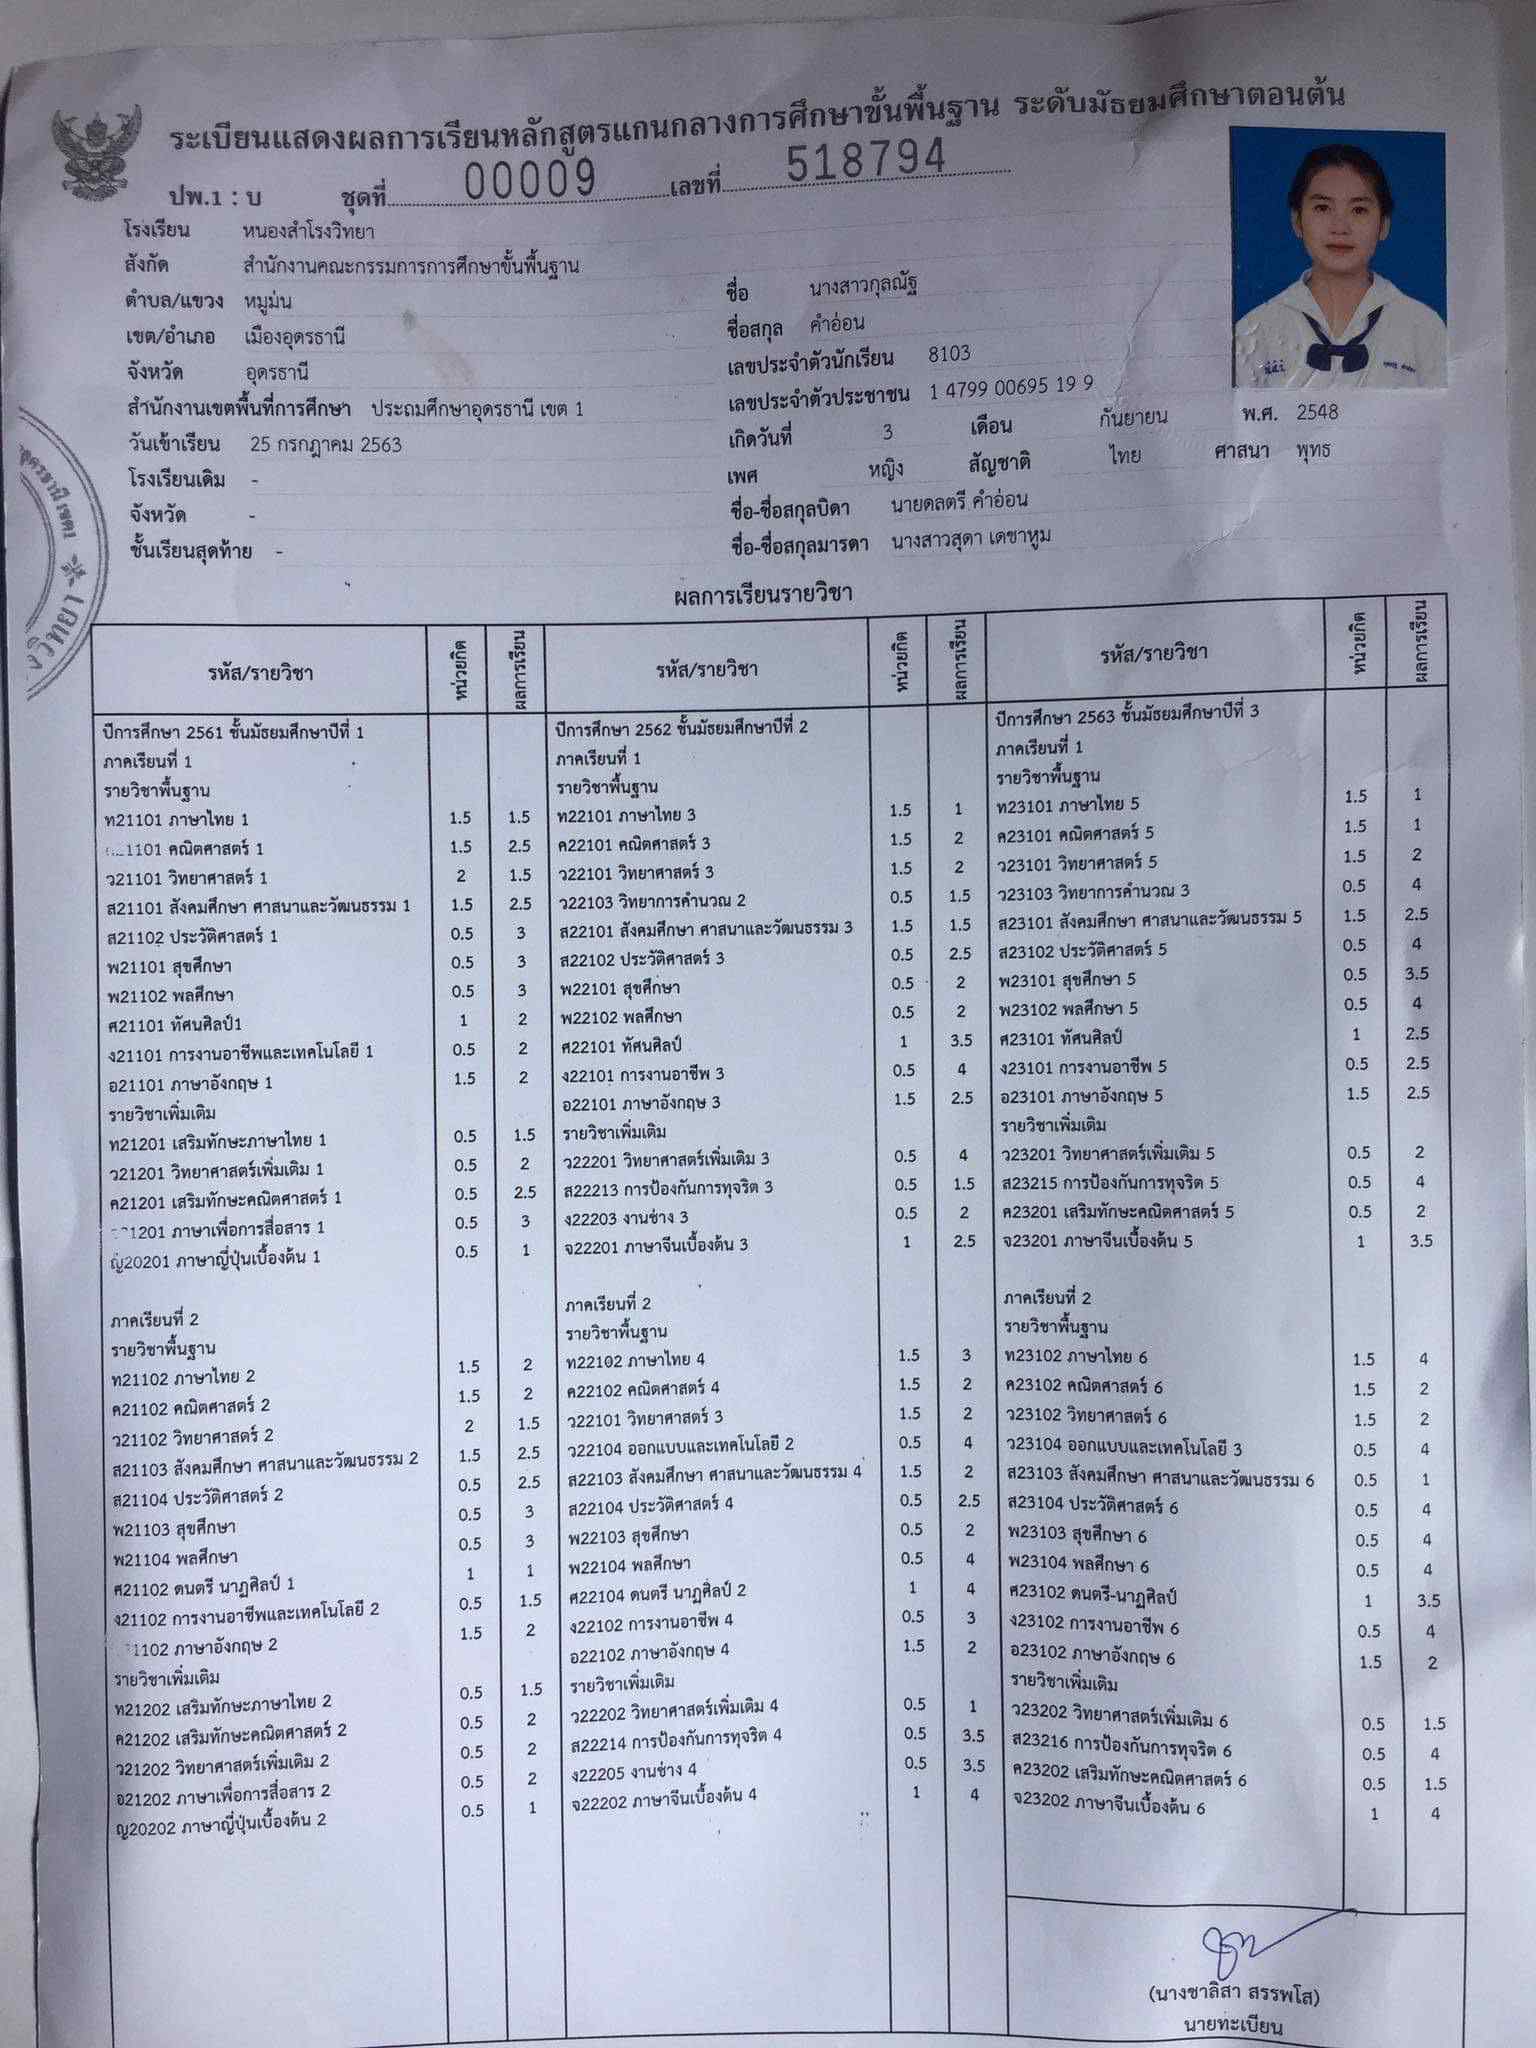 ระเบียนแสดงผลการเรียนหลักสูตรแกนกลางการศึกษาขั้นพื้นฐาน ระดับมัธยมศึกษาตอนต้น
ปพ.1 : บ ชุดที่ 00009 เลขที่ 518794
โรงเรียน หนองสำโรงวิทยา
สังกัด สำนักงานคณะกรรมการการศึกษาขั้นพื้นฐาน
ตำบล/แขวง หมูม่น
เขต/อำเภอ เมืองอุดรธานี
จังหวัด อุดรธานี
สำนักงานเขตพื้นที่การศึกษา ประถมศึกษาอุดรธานี เขต 1
วันเข้าเรียน 25 กรกฎาคม 2563
โรงเรียนเดิม -
จังหวัด -
ชั้นเรียนสุดท้าย -
ชื่อ นางสาวกุลณัฐ
ชื่อสกุล คำอ่อน
เลขประจำตัวนักเรียน 8103
เลขประจำตัวประชาชน 1 4799 00695 19 9
เกิดวันที่ 3 เดือน กันยายน พ.ศ. 2548
เพศ หญิง สัญชาติ ไทย ศาสนา พุทธ
ชื่อ-ชื่อสกุลบิดา นายดลตรี คำอ่อน
ชื่อ-ชื่อสกุลมารดา นางสาวสุดา เดชาหูม
ผลการเรียนรายวิชา
รหัส/รายวิชา หน่วยกิต ผลการเรียน
ปีการศึกษา 2561 ชั้นมัธยมศึกษาปีที่ 1
ภาคเรียนที่ 1
รายวิชาพื้นฐาน
ท21101 ภาษาไทย 1 1.5 1.5
1101 คณิตศาสตร์ 1 1.5 2.5
ว21101 วิทยาศาสตร์ 1 2 1.5
ส21101 สังคมศึกษา ศาสนาและวัฒนธรรม 1 1.5 2.5
ส21102 ประวัติศาสตร์ 1 0.5 3
พ21101 สุขศึกษา 0.5 3
พ21102 พลศึกษา 0.5 3
ศ21101 ทัศนศิลป์1 1 2
ง21101 การงานอาชีพและเทคโนโลยี 1 0.5 2
อ21101 ภาษาอังกฤษ 1 1.5 2
รายวิชาเพิ่มเติม
ท21201 เสริมทักษะภาษาไทย 1 0.5 1.5
ว21201 วิทยาศาสตร์เพิ่มเติม 1 0.5 2
ค21201 เสริมทักษะคณิตศาสตร์ 1 0.5 2.5
1201 ภาษาเพื่อการสื่อสาร 1 0.5 3
ญ20201 ภาษาญี่ปุ่นเบื้องต้น 1 0.5 1
ภาคเรียนที่ 2
รายวิชาพื้นฐาน
ท21102 ภาษาไทย 2 1.5 2
ค21102 คณิตศาสตร์ 2 1.5 2
ว21102 วิทยาศาสตร์ 2 2 1.5
ส21103 สังคมศึกษา ศาสนาและวัฒนธรรม 2 1.5 2.5
ส21104 ประวัติศาสตร์ 2 0.5 2.5
พ21103 สุขศึกษา 0.5 3
พ21104 พลศึกษา 0.5 3
ศ21102 ดนตรี นาฏศิลป์ 1 1 1
ง21102 การงานอาชีพและเทคโนโลยี 2 0.5 1.5
1102 ภาษาอังกฤษ 2 1.5 2
รายวิชาเพิ่มเติม
ท21202 เสริมทักษะภาษาไทย 2 0.5 1.5
ค21202 เสริมทักษะคณิตศาสตร์ 2 0.5 2
ว21202 วิทยาศาสตร์เพิ่มเติม 2 0.5 2
อ21202 ภาษาเพื่อการสื่อสาร 2 0.5 2
ญ20202 ภาษาญี่ปุ่นเบื้องต้น 2 0.5 1
รหัส/รายวิชา หน่วยกิต ผลการเรียน
ปีการศึกษา 2562 ชั้นมัธยมศึกษาปีที่ 2
ภาคเรียนที่ 1
รายวิชาพื้นฐาน
ท22101 ภาษาไทย 3 1.5 1
ค22101 คณิตศาสตร์ 3 1.5 2
ว22101 วิทยาศาสตร์ 3 1.5 2
ว22103 วิทยาการคำนวณ 2 0.5 1.5
ส22101 สังคมศึกษา ศาสนาและวัฒนธรรม 3 1.5 1.5
ส22102 ประวัติศาสตร์ 3 0.5 2.5
พ22101 สุขศึกษา 0.5 2
พ22102 พลศึกษา 0.5 2
ศ22101 ทัศนศิลป์ 1 3.5
ง22101 การงานอาชีพ 3 0.5 4
อ22101 ภาษาอังกฤษ 3 1.5 2.5
รายวิชาเพิ่มเติม
ว22201 วิทยาศาสตร์เพิ่มเติม 3 0.5 4
ส22213 การป้องกันการทุจริต 3 0.5 1.5
ง22203 งานช่าง 3 0.5 2
จ22201 ภาษาจีนเบื้องต้น 3 1 2.5
ภาคเรียนที่ 2
รายวิชาพื้นฐาน
ท22102 ภาษาไทย 4 1.5 3
ค22102 คณิตศาสตร์ 4 1.5 2
ว22101 วิทยาศาสตร์ 3 1.5 2
ว22104 ออกแบบและเทคโนโลยี 2 0.5 4
ส22103 สังคมศึกษา ศาสนาและวัฒนธรรม 4 1.5 2
ส22104 ประวัติศาสตร์ 4 0.5 2.5
พ22103 สุขศึกษา 0.5 2
พ22104 พลศึกษา 0.5 4
ศ22104 ดนตรี นาฏศิลป์ 2 1 4
ง22102 การงานอาชีพ 4 0.5 3
อ22102 ภาษาอังกฤษ 4 1.5 2
รายวิชาเพิ่มเติม
ว22202 วิทยาศาสตร์เพิ่มเติม 4 0.5 1
ส22214 การป้องกันการทุจริต 4 0.5 3.5
ง22205 งานช่าง 4 0.5 3.5
จ22202 ภาษาจีนเบื้องต้น 4 1 4
รหัส/รายวิชา หน่วยกิต ผลการเรียน
ปีการศึกษา 2563 ชั้นมัธยมศึกษาปีที่ 3
ภาคเรียนที่ 1
รายวิชาพื้นฐาน
ท23101 ภาษาไทย 5 1.5 1
ค23101 คณิตศาสตร์ 5 1.5 1
ว23101 วิทยาศาสตร์ 5 1.5 2
ว23103 วิทยาการคำนวณ 3 0.5 4
ส23101 สังคมศึกษา ศาสนาและวัฒนธรรม 5 1.5 2.5
ส23102 ประวัติศาสตร์ 5 0.5 4
พ23101 สุขศึกษา 5 0.5 3.5
พ23102 พลศึกษา 5 0.5 4
ศ23101 ทัศนศิลป์ 1 2.5
ง23101 การงานอาชีพ 5 0.5 2.5
อ23101 ภาษาอังกฤษ 5 1.5 2.5
รายวิชาเพิ่มเติม
ว23201 วิทยาศาสตร์เพิ่มเติม 5 0.5 2
ส23215 การป้องกันการทุจริต 5 0.5 4
ค23201 เสริมทักษะคณิตศาสตร์ 5 0.5 2
จ23201 ภาษาจีนเบื้องต้น 5 1 3.5
ภาคเรียนที่ 2
รายวิชาพื้นฐาน
ท23102 ภาษาไทย 6 1.5 4
ค23102 คณิตศาสตร์ 6 1.5 2
ว23102 วิทยาศาสตร์ 6 1.5 2
ว23104 ออกแบบและเทคโนโลยี 3 0.5 4
ส23103 สังคมศึกษา ศาสนาและวัฒนธรรม 6 0.5 1
ส23104 ประวัติศาสตร์ 6 0.5 4
พ23103 สุขศึกษา 6 0.5 4
พ23104 พลศึกษา 6 0.5 4
ศ23102 ดนตรี-นาฏศิลป์ 1 3.5
ง23102 การงานอาชีพ 6 0.5 4
อ23102 ภาษาอังกฤษ 6 1.5 2
รายวิชาเพิ่มเติม
ว23202 วิทยาศาสตร์เพิ่มเติม 6 0.5 1.5
ส23216 การป้องกันการทุจริต 6 0.5 4
ค23202 เสริมทักษะคณิตศาสตร์ 6 0.5 1.5
จ23202 ภาษาจีนเบื้องต้น 6 1 4
(นางชาลิสา สรรพโส)
นายทะเบียน